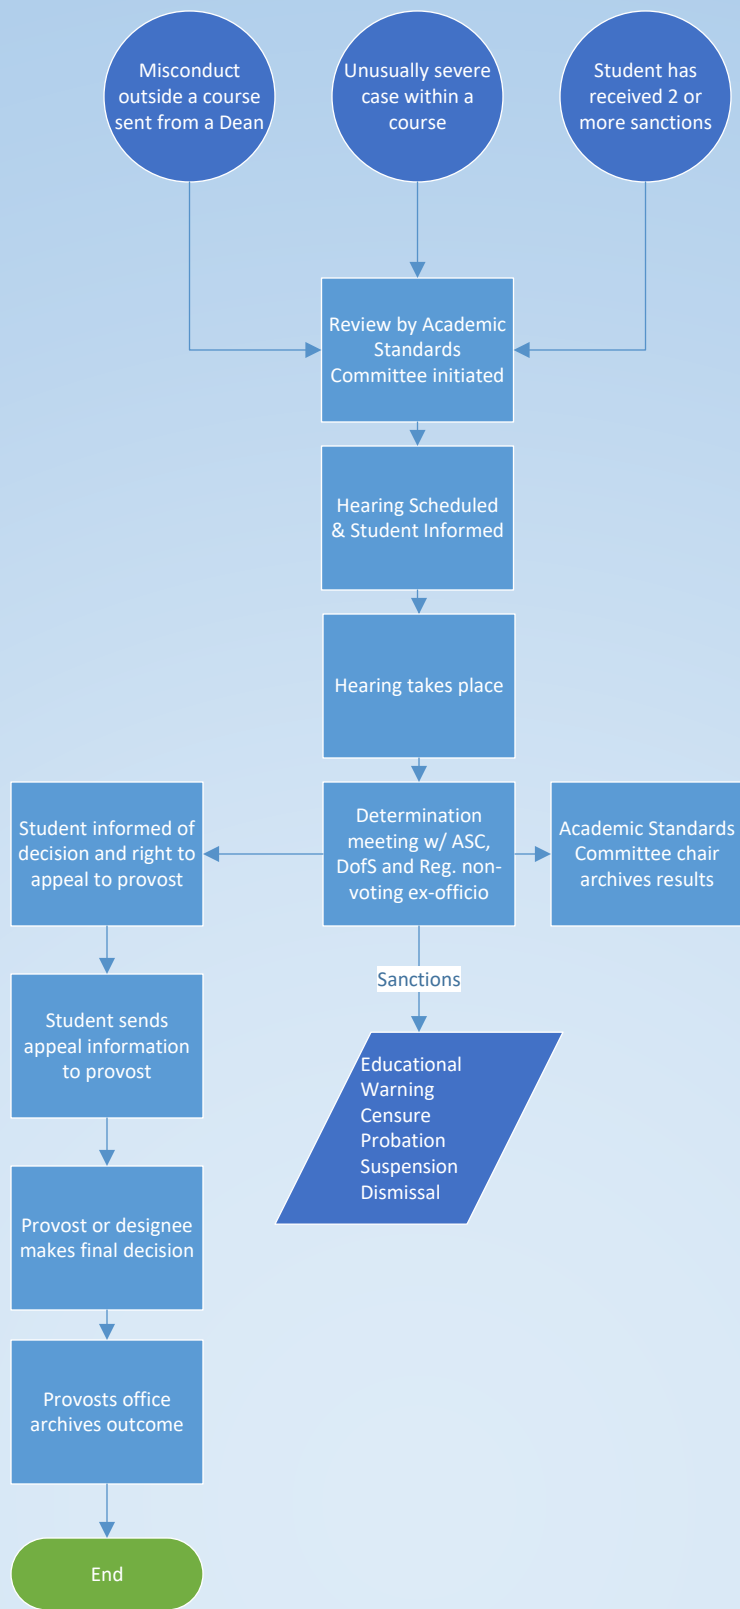 Misconduct
outside a course
sent from a Dean
Unusually severe
case within a
course
Student has
received 2 or
more sanctions
Review by Academic
Standards
Committee initiated
Hearing Scheduled
& Student Informed
Hearing takes place
Student informed of
decision and right to
appeal to provost
Determination
meeting w/ ASC,
DofS and Reg. non-
voting ex-officio
Academic Standards
Committee chair
archives results
Sanctions
Student sends
appeal information
to provost
Educational
Warning
Censure
Probation
Suspension
Dismissal
Provost or designee
makes final decision
Provosts office
archives outcome
End